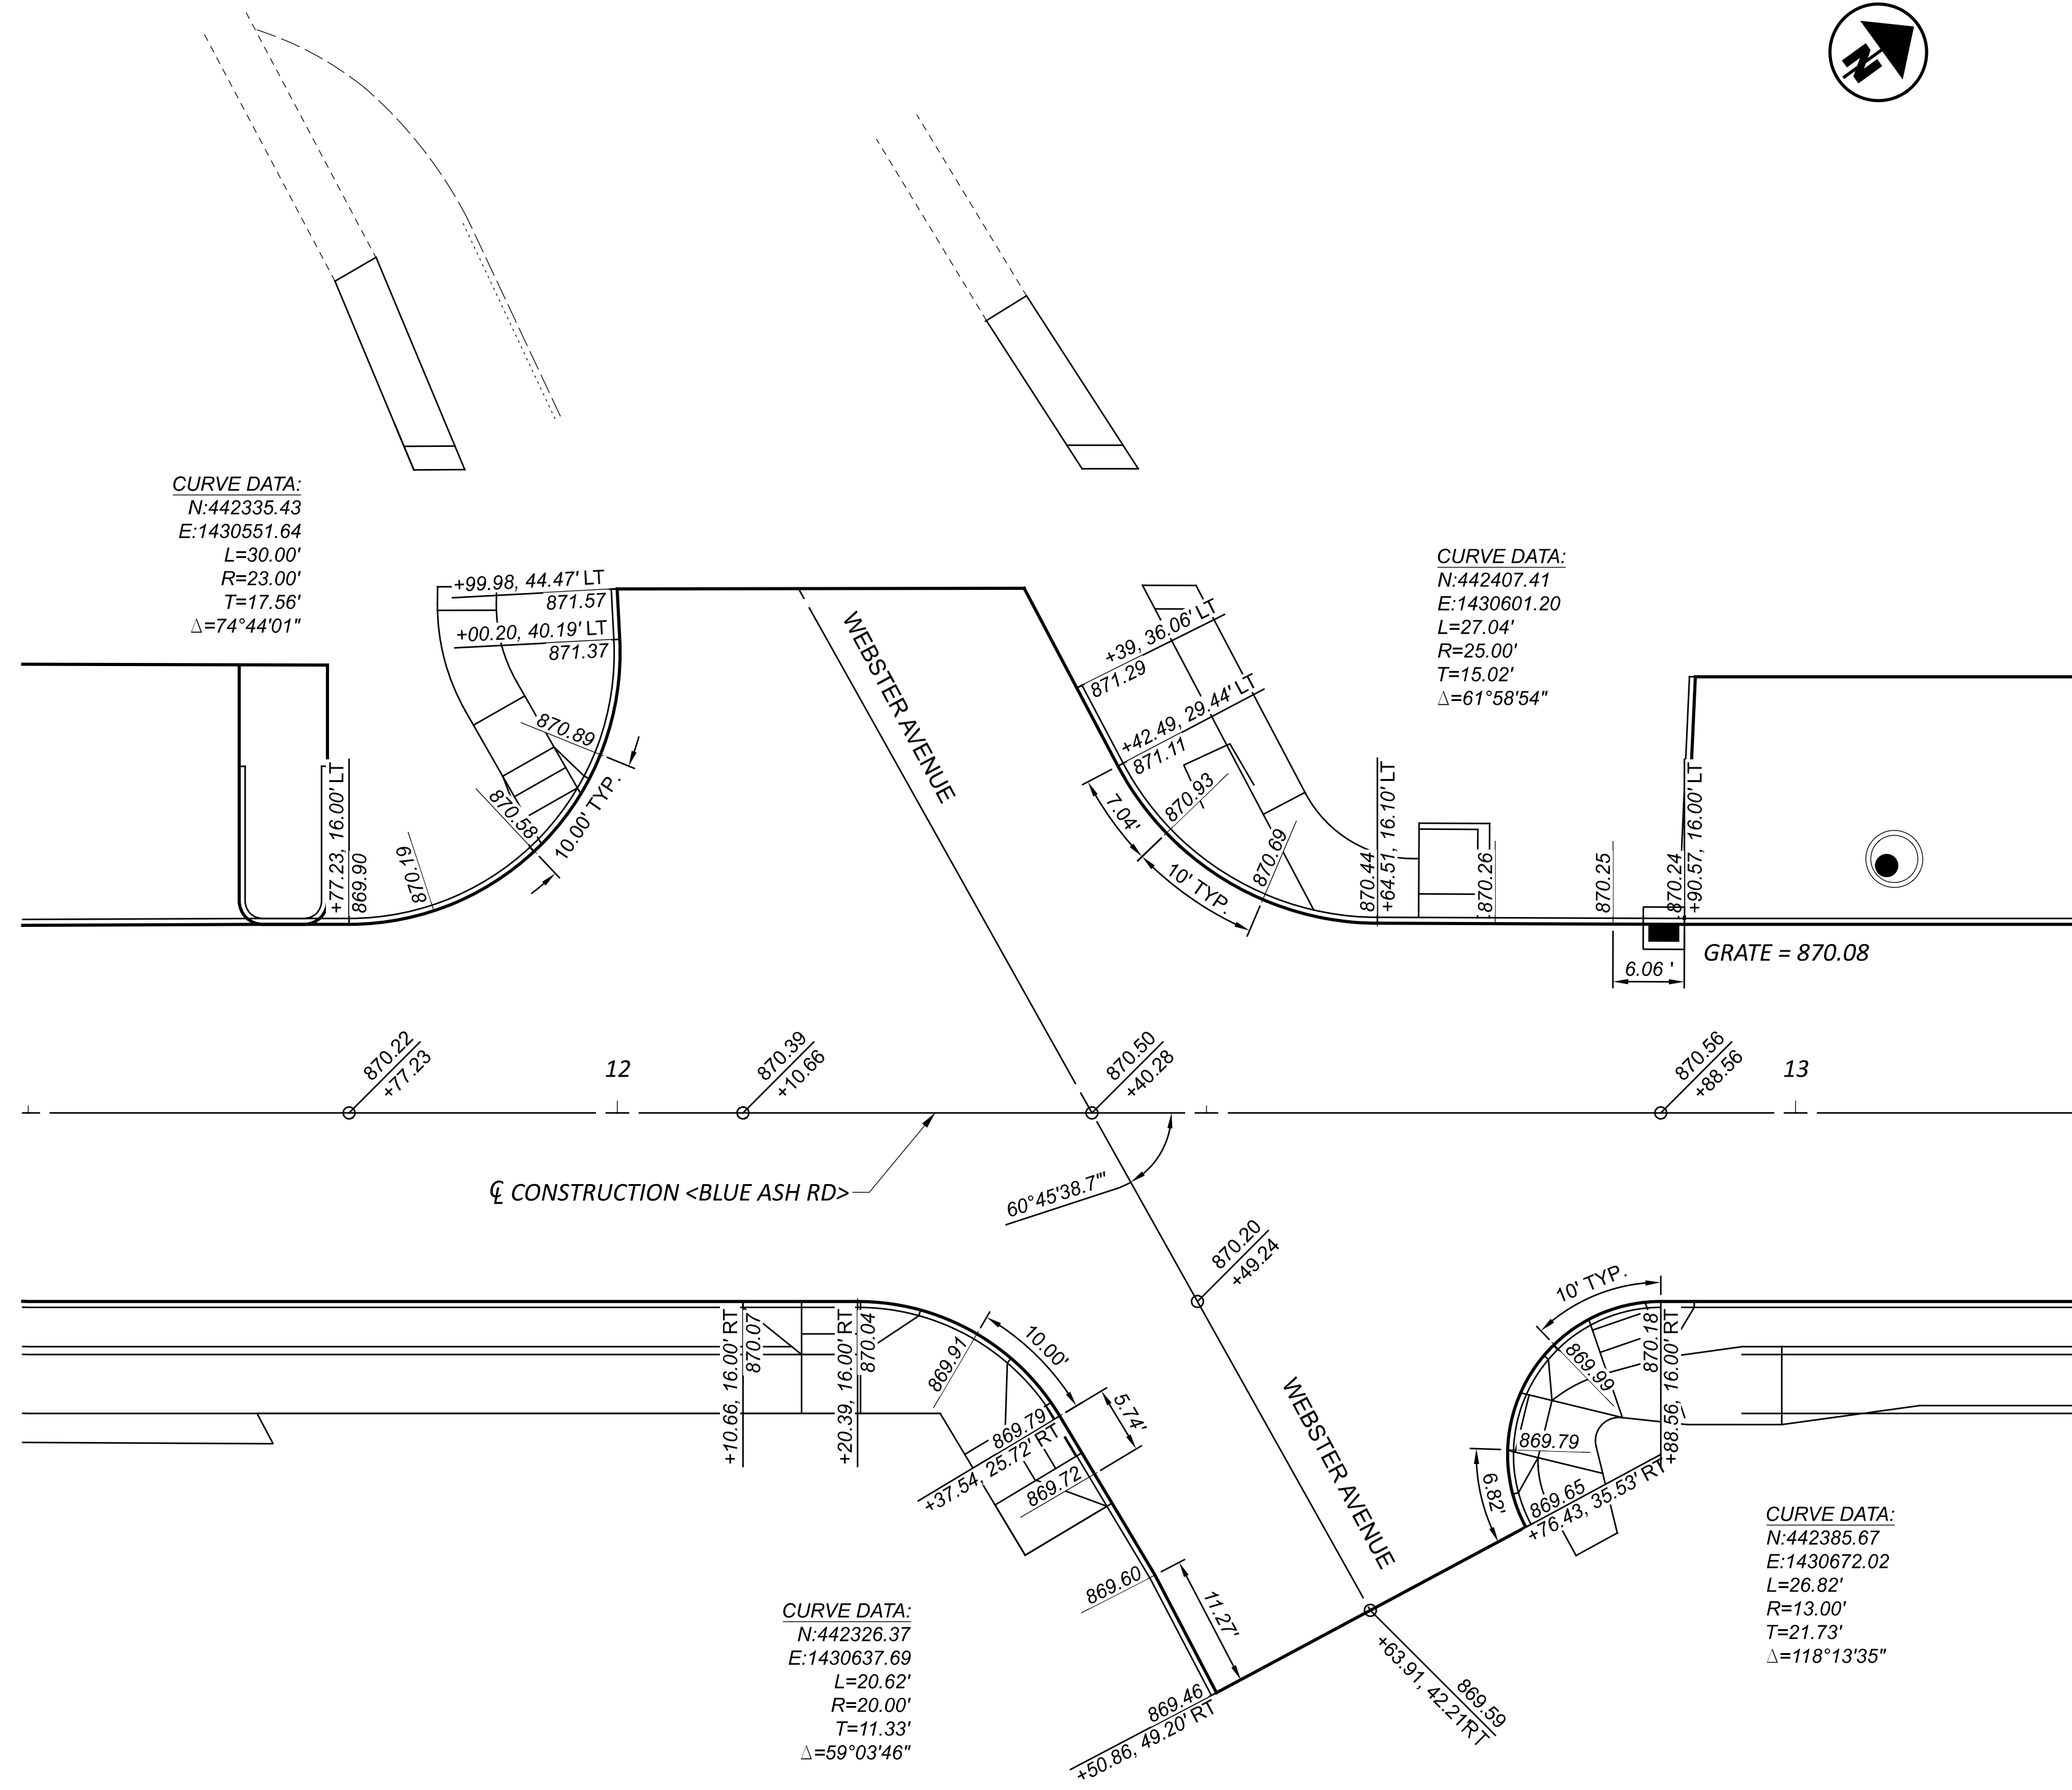 N
CURVE DATA:
N:442335.43
E:1430551.64
L=30.00'
R=23.00'
T=17.56'
Δ=74°44'01"
+99.98, 44.47' LT
871.57
+00.20, 40.19' LT
871.37
870.89
10.00' TYP.
870.58
870.19
+77.23, 16.00' LT
869.90
WEBSTER AVENUE
+39, 36.06' LT
871.29
+42.49, 29.44' LT
871.11
7.04'
870.93
10' TYP.
870.69
CURVE DATA:
N:442407.41
E:1430601.20
L=27.04'
R=25.00'
T=15.02'
Δ=61°58'54"
870.44
+64.51, 16.10' LT
870.26
870.25
870.24
+90.57, 16.00' LT
6.06 '
GRATE = 870.08
870.22
+77.23
12
870.39
+10.66
870.50
+40.28
870.56
+88.56
13
℄ CONSTRUCTION <BLUE ASH RD>
60°45'38.7"'
870.20
+49.24
+10.66, 16.00' RT
870.07
+20.39, 16.00' RT
870.04
869.91
10.00'
5.74'
869.79
+37.54, 25.72' RT
869.72
869.60
11.27'
869.46
+50.86, 49.20' RT
WEBSTER AVENUE
10' TYP.
870.18
+88.56, 16.00' RT
869.99
869.79
6.82'
869.65
+76.43, 35.53' RT
869.59
+63.91, 42.21'RT
CURVE DATA:
N:442326.37
E:1430637.69
L=20.62'
R=20.00'
T=11.33'
Δ=59°03'46"
CURVE DATA:
N:442385.67
E:1430672.02
L=26.82'
R=13.00'
T=21.73'
Δ=118°13'35"